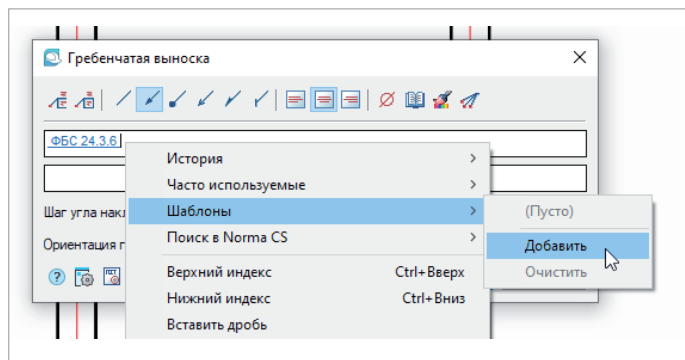 Гребенчатая выноска
ФБС 24.3.6
История
Часто используемые
Шаблоны
(Пусто)
Шаг угла накл
Поиск в Norma CS
Добавить
Ориентация г
Верхний индекс Ctrl+Вверх
Очистить
Нижний индекс Ctrl+Вниз
Вставить дробь